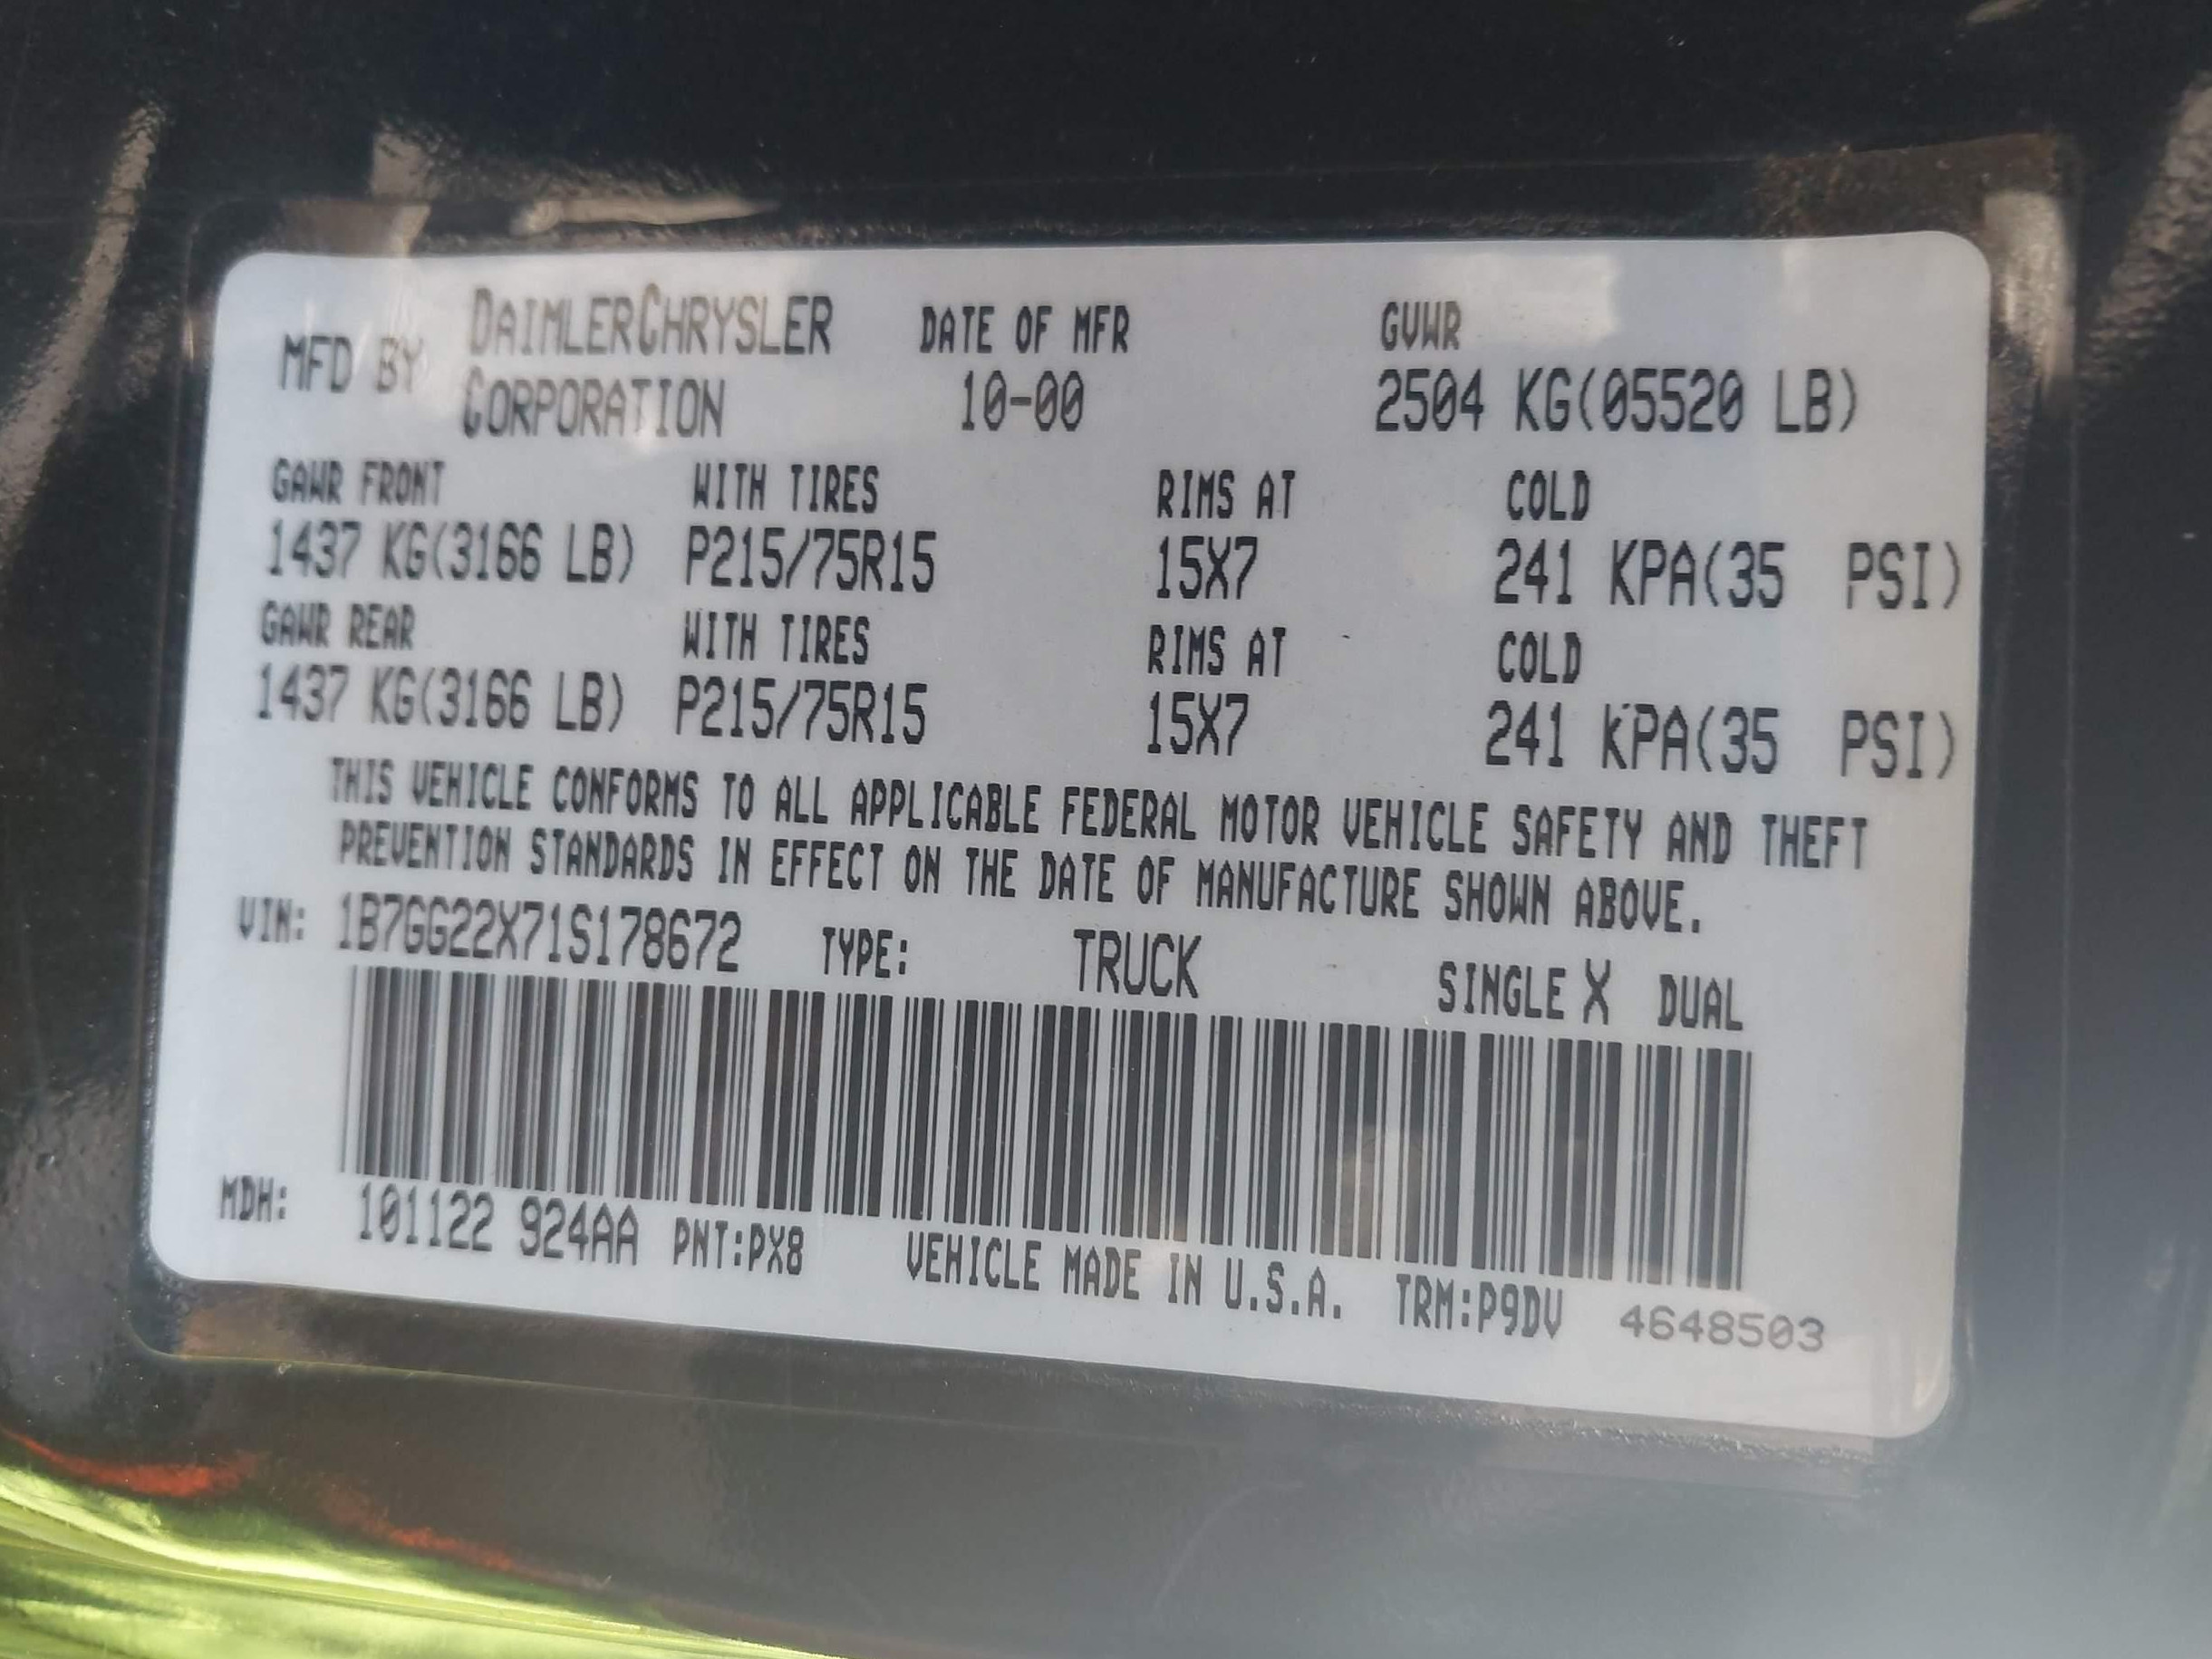 MFD BY DAIMLERCHRYSLER CORPORATION DATE OF MFR 10-00 GVWR 2504 KG(05520 LB)
GAWR FRONT WITH TIRES RIMS AT COLD
1437 KG(3166 LB) P215/75R15 15X7 241 KPA(35 PSI)
GAWR REAR WITH TIRES RIMS AT COLD
1437 KG(3166 LB) P215/75R15 15X7 241 KPA(35 PSI)
THIS VEHICLE CONFORMS TO ALL APPLICABLE FEDERAL MOTOR VEHICLE SAFETY AND THEFT
PREVENTION STANDARDS IN EFFECT ON THE DATE OF MANUFACTURE SHOWN ABOVE.
VIN: 1B7GG22X71S178672 TYPE: TRUCK SINGLE X DUAL
MDH: 101122 924AA PNT:PX8 VEHICLE MADE IN U.S.A. TRM:P9DV 4648503